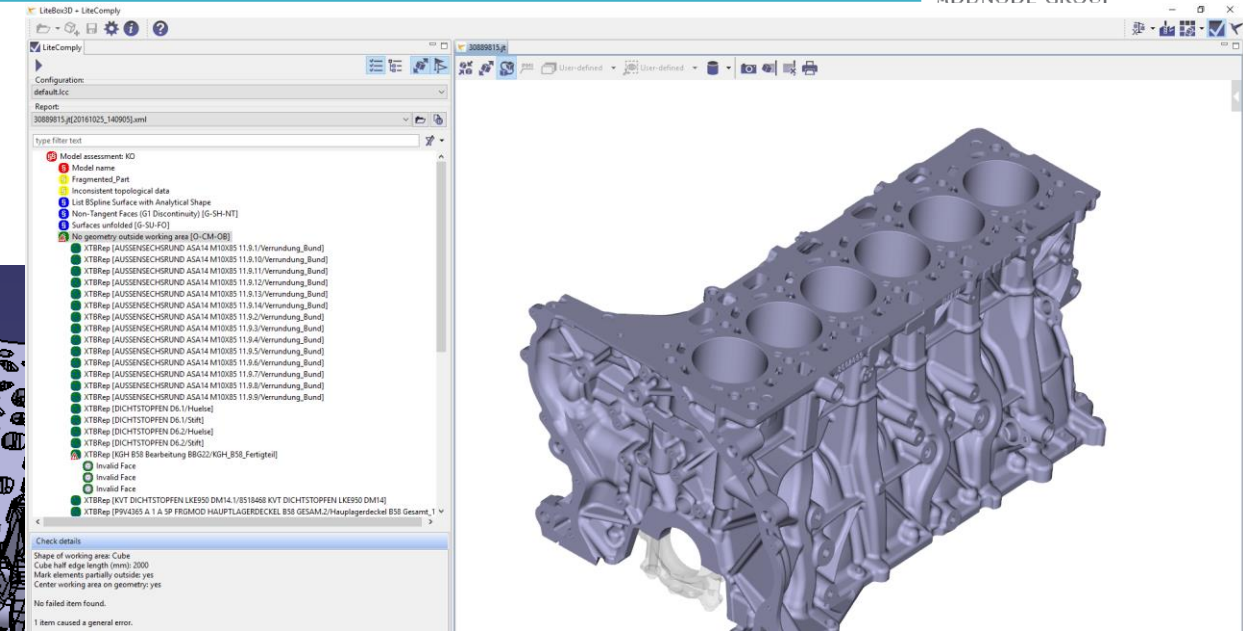 LiteBox3D + LiteComply
LiteComply
Configuration:
default.lcc
Report:
30889815.jt[20161025_140905].xml
type filter text
Model assessment: KO
Model name
Fragmented_Part
Inconsistent topological data
List BSpline Surface with Analytical Shape
Non-Tangent Faces (G1 Discontinuity) [G-SH-NT]
Surfaces unfolded [G-SU-FO]
No geometry outside working area [O-CM-OB]
XTBRep [AUSSENSECHSRUND ASA14 M10X85 11.9.1/Verrundung_Bund]
XTBRep [AUSSENSECHSRUND ASA14 M10X85 11.9.10/Verrundung_Bund]
XTBRep [AUSSENSECHSRUND ASA14 M10X85 11.9.11/Verrundung_Bund]
XTBRep [AUSSENSECHSRUND ASA14 M10X85 11.9.12/Verrundung_Bund]
XTBRep [AUSSENSECHSRUND ASA14 M10X85 11.9.13/Verrundung_Bund]
XTBRep [AUSSENSECHSRUND ASA14 M10X85 11.9.14/Verrundung_Bund]
XTBRep [AUSSENSECHSRUND ASA14 M10X85 11.9.2/Verrundung_Bund]
XTBRep [AUSSENSECHSRUND ASA14 M10X85 11.9.3/Verrundung_Bund]
XTBRep [AUSSENSECHSRUND ASA14 M10X85 11.9.4/Verrundung_Bund]
XTBRep [AUSSENSECHSRUND ASA14 M10X85 11.9.5/Verrundung_Bund]
XTBRep [AUSSENSECHSRUND ASA14 M10X85 11.9.6/Verrundung_Bund]
XTBRep [AUSSENSECHSRUND ASA14 M10X85 11.9.7/Verrundung_Bund]
XTBRep [AUSSENSECHSRUND ASA14 M10X85 11.9.8/Verrundung_Bund]
XTBRep [AUSSENSECHSRUND ASA14 M10X85 11.9.9/Verrundung_Bund]
XTBRep [DICHTSTOPFEN D6.1/Huelse]
XTBRep [DICHTSTOPFEN D6.1/Stift]
XTBRep [DICHTSTOPFEN D6.2/Huelse]
XTBRep [DICHTSTOPFEN D6.2/Stift]
XTBRep [KGH B58 Bearbeitung BBG22/KGH_B58_Fertigteil]
Invalid Face
Invalid Face
Invalid Face
XTBRep [KVT DICHTSTOPFEN LKE950 DM14.1/8518468 KVT DICHTSTOPFEN LKE950 DM14]
XTBRep [P9V4365 A 1 A 5P FRGMOD HAUPTLAGERDECKEL B58 GESAM.2/Hauplagerdeckel B58 Gesamt_1
Check details
Shape of working area: Cube
Cube half edge length (mm): 2000
Mark elements partially outside: yes
Center working area on geometry: yes
No failed item found.
1 item caused a general error.
30889815.jt
User-defined
User-defined